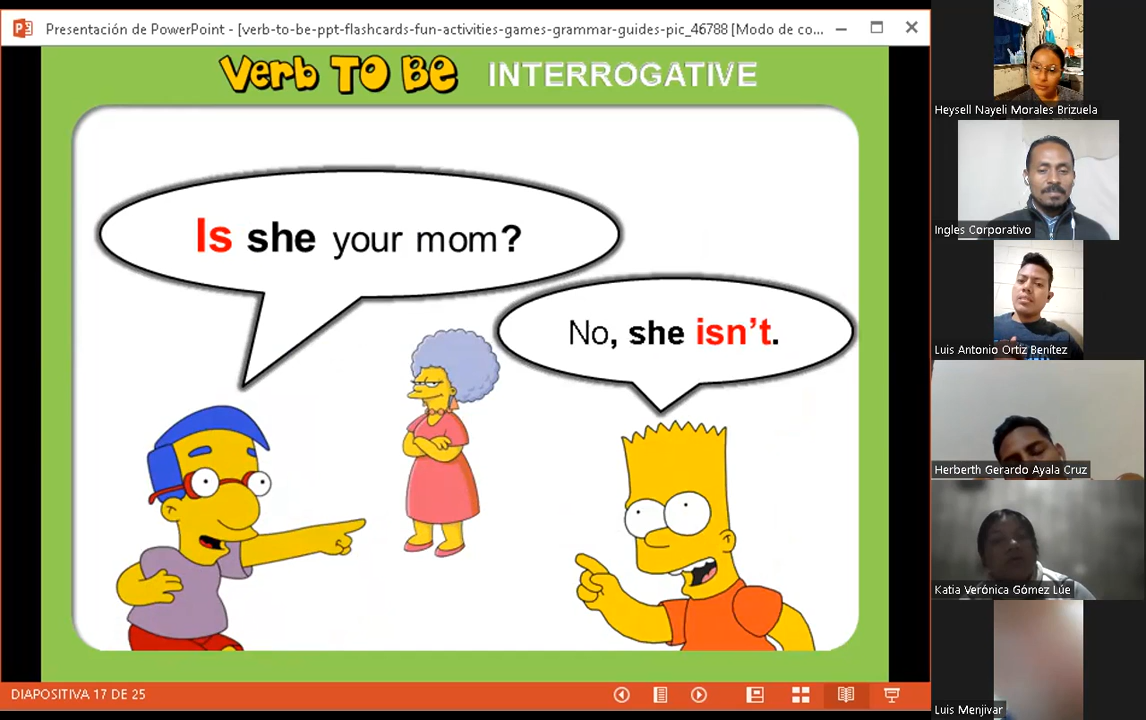 Presentación de PowerPoint - [verb-to-be-ppt-flashcards-fun-activities-games-grammar-guides-pic_46788 [Modo de co...
Verb TO BE INTERROGATIVE
Is she your mom?
No, she isn't.
DIAPOSITIVA 17 DE 25
Heysell Nayeli Morales Brizuela
Ingles Corporativo
Luis Antonio Ortiz Benítez
Herberth Gerardo Ayala Cruz
Katia Verónica Gómez Lúe
Luis Menjivar